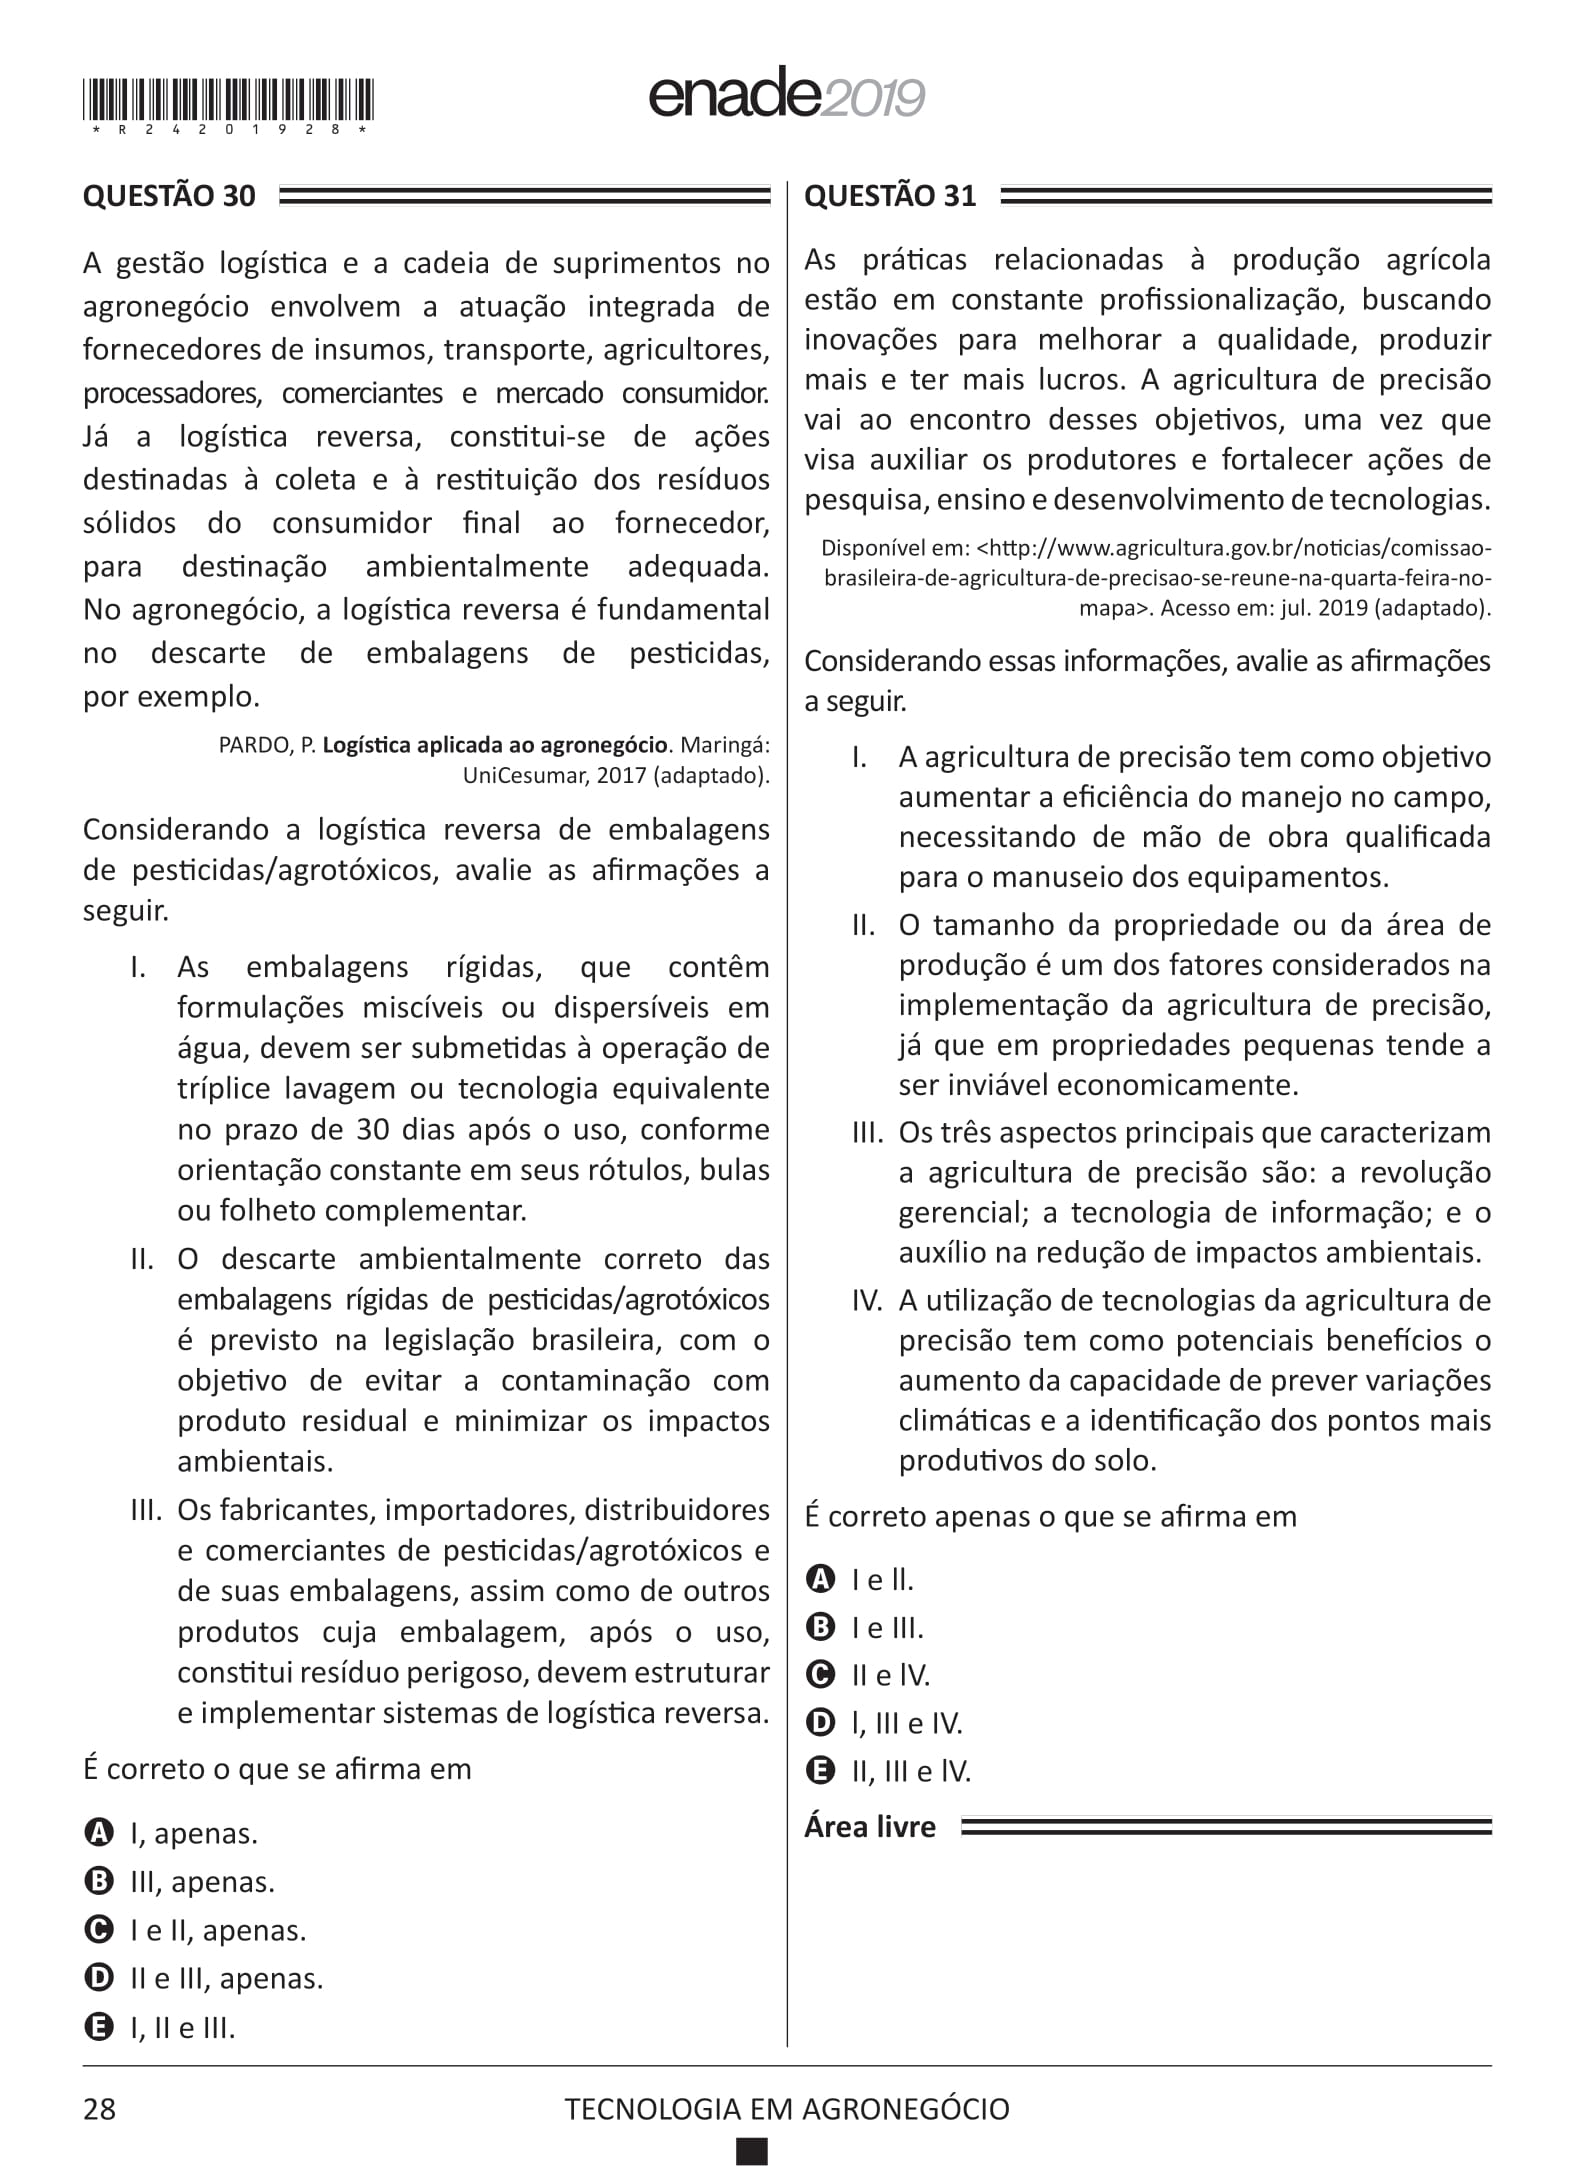 *R24201928*
enade2019
QUESTÃO 30
A gestão logística e a cadeia de suprimentos no
agronegócio envolvem a atuação integrada de
fornecedores de insumos, transporte, agricultores,
processadores, comerciantes e mercado consumidor.
Já a logística reversa, constitui-se de ações
destinadas à coleta e à restituição dos resíduos
sólidos do consumidor final ao fornecedor,
para destinação ambientalmente adequada.
No agronegócio, a logística reversa é fundamental
no descarte de embalagens de pesticidas,
por exemplo.
PARDO, P. Logística aplicada ao agronegócio. Maringá:
UniCesumar, 2017 (adaptado).
Considerando a logística reversa de embalagens
de pesticidas/agrotóxicos, avalie as afirmações a
seguir.
I. As embalagens rígidas, que contêm
formulações miscíveis ou dispersíveis em
água, devem ser submetidas à operação de
tríplice lavagem ou tecnologia equivalente
no prazo de 30 dias após o uso, conforme
orientação constante em seus rótulos, bulas
ou folheto complementar.
II. O descarte ambientalmente correto das
embalagens rígidas de pesticidas/agrotóxicos
é previsto na legislação brasileira, com o
objetivo de evitar a contaminação com
produto residual e minimizar os impactos
ambientais.
III. Os fabricantes, importadores, distribuidores
e comerciantes de pesticidas/agrotóxicos e
de suas embalagens, assim como de outros
produtos cuja embalagem, após o uso,
constitui resíduo perigoso, devem estruturar
e implementar sistemas de logística reversa.
É correto o que se afirma em
A I, apenas.
B III, apenas.
C I e II, apenas.
D II e III, apenas.
E I, II e III.
QUESTÃO 31
As práticas relacionadas à produção agrícola
estão em constante profissionalização, buscando
inovações para melhorar a qualidade, produzir
mais e ter mais lucros. A agricultura de precisão
vai ao encontro desses objetivos, uma vez que
visa auxiliar os produtores e fortalecer ações de
pesquisa, ensino e desenvolvimento de tecnologias.
Disponível em: <http://www.agricultura.gov.br/noticias/comissao-
brasileira-de-agricultura-de-precisao-se-reune-na-quarta-feira-no-
mapa>. Acesso em: jul. 2019 (adaptado).
Considerando essas informações, avalie as afirmações
a seguir.
I. A agricultura de precisão tem como objetivo
aumentar a eficiência do manejo no campo,
necessitando de mão de obra qualificada
para o manuseio dos equipamentos.
II. O tamanho da propriedade ou da área de
produção é um dos fatores considerados na
implementação da agricultura de precisão,
já que em propriedades pequenas tende a
ser inviável economicamente.
III. Os três aspectos principais que caracterizam
a agricultura de precisão são: a revolução
gerencial; a tecnologia de informação; e o
auxílio na redução de impactos ambientais.
IV. A utilização de tecnologias da agricultura de
precisão tem como potenciais benefícios o
aumento da capacidade de prever variações
climáticas e a identificação dos pontos mais
produtivos do solo.
É correto apenas o que se afirma em
A I e II.
B I e III.
C II e IV.
D I, III e IV.
E II, III e IV.
Área livre
28
TECNOLOGIA EM AGRONEGÓCIO